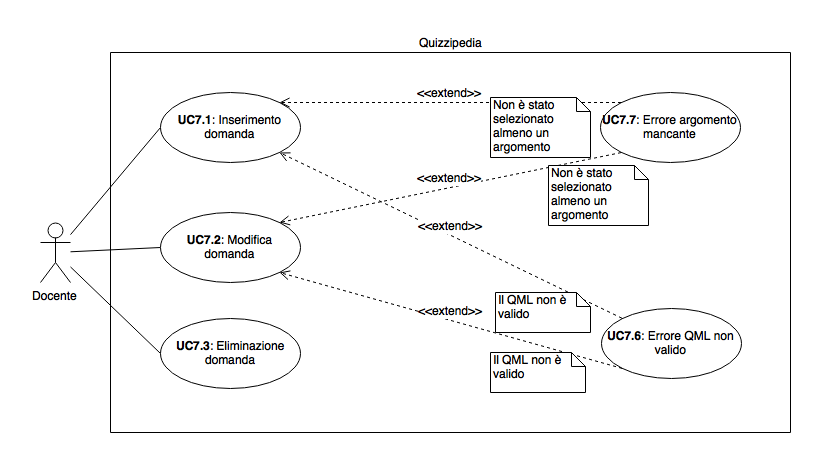 Quizzipedia
<<extend>>
UC7.1: Inserimento
domanda
Non è stato
selezionato
almeno un
argomento
UC7.7: Errore argomento
mancante
<<extend>>
Non è stato
selezionato
almeno un
argomento
<<extend>>
UC7.2: Modifica
domanda
Docente
<<extend>>
Il QML non è
valido
UC7.6: Errore QML non
valido
UC7.3: Eliminazione
domanda
Il QML non è
valido